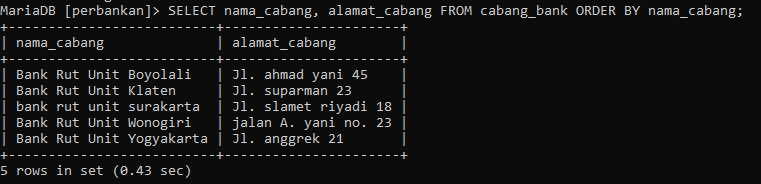 MariaDB [perbankan]> SELECT nama_cabang, alamat_cabang FROM cabang_bank ORDER BY nama_cabang;
+--------------------------+----------------------+
| nama_cabang              | alamat_cabang        |
+--------------------------+----------------------+
| Bank Rut Unit Boyolali   | Jl. ahmad yani 45    |
| Bank Rut Unit Klaten     | Jl. suparman 23      |
| bank rut unit surakarta  | Jl. slamet riyadi 18 |
| Bank Rut Unit Wonogiri   | jalan A. yani no. 23 |
| Bank Rut Unit Yogyakarta | Jl. anggrek 21       |
+--------------------------+----------------------+
5 rows in set (0.43 sec)